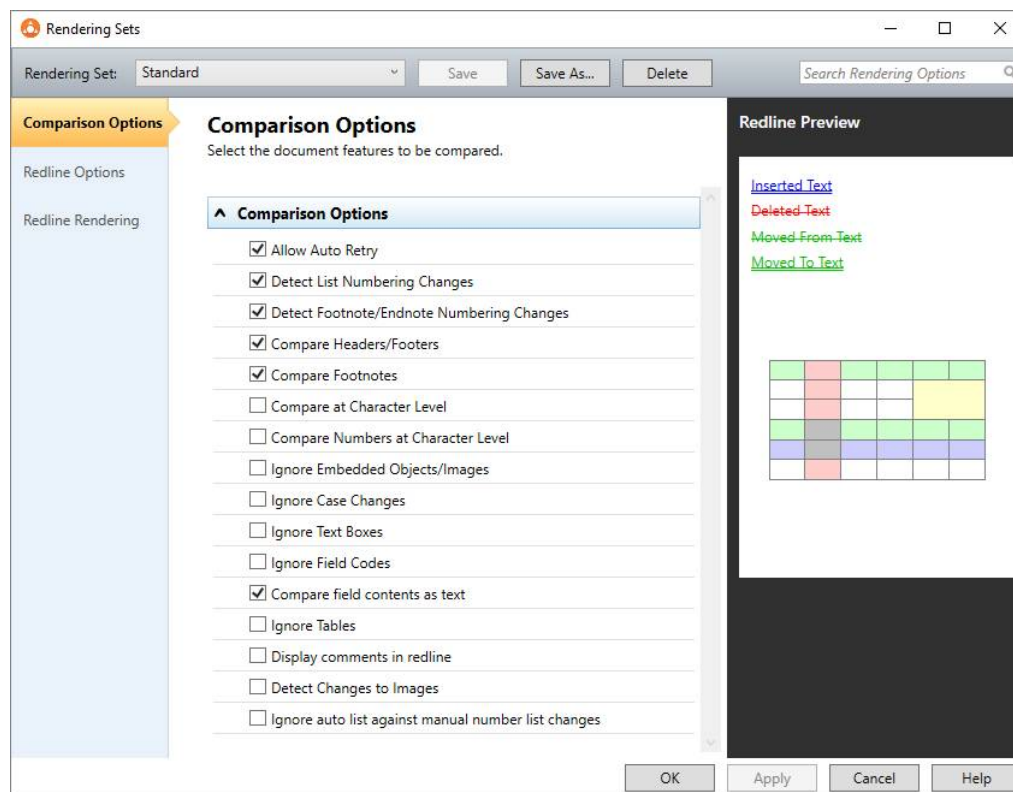 Rendering Sets
Rendering Set: Standard Save Save As... Delete Search Rendering Options
Comparison Options
Redline Options
Redline Rendering
Comparison Options
Select the document features to be compared.
Comparison Options
Allow Auto Retry
Detect List Numbering Changes
Detect Footnote/Endnote Numbering Changes
Compare Headers/Footers
Compare Footnotes
Compare at Character Level
Compare Numbers at Character Level
Ignore Embedded Objects/Images
Ignore Case Changes
Ignore Text Boxes
Ignore Field Codes
Compare field contents as text
Ignore Tables
Display comments in redline
Detect Changes to Images
Ignore auto list against manual number list changes
Redline Preview
Inserted Text
Deleted Text
Moved From Text
Moved To Text
OK Apply Cancel Help